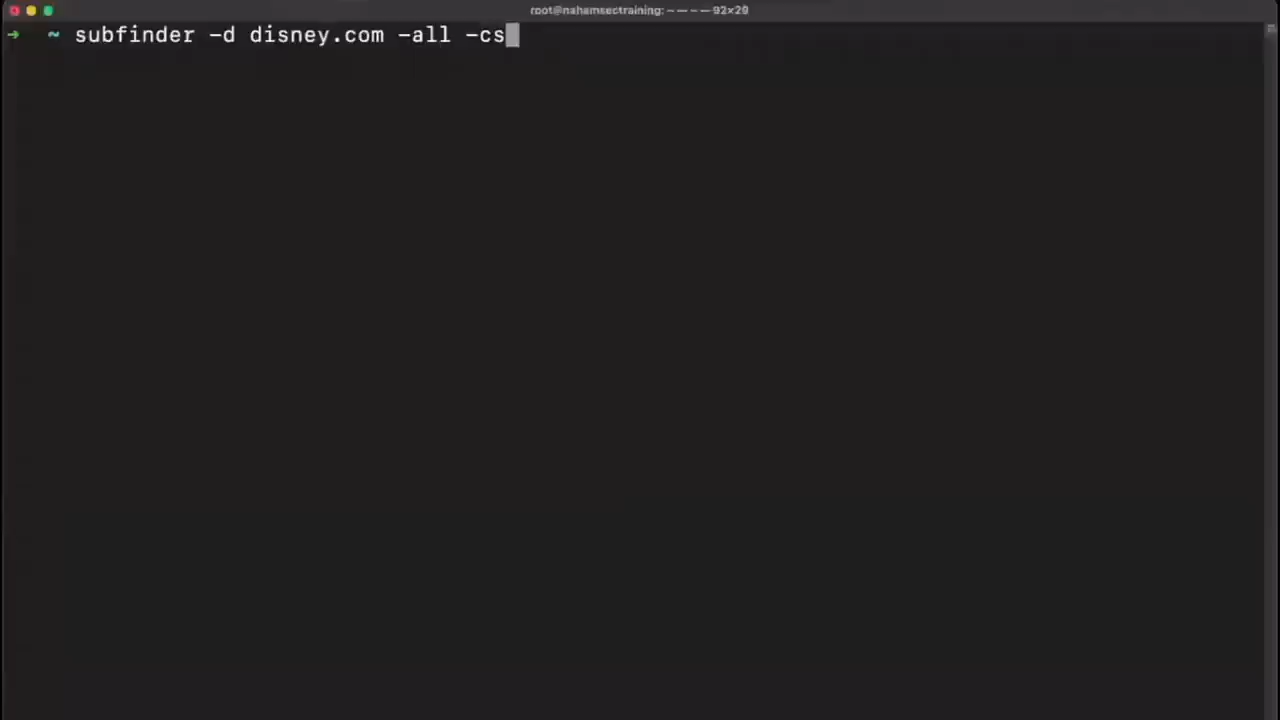 root@nahamsectraining: — — – — 92×29
→ ~ subfinder -d disney.com -all -cs